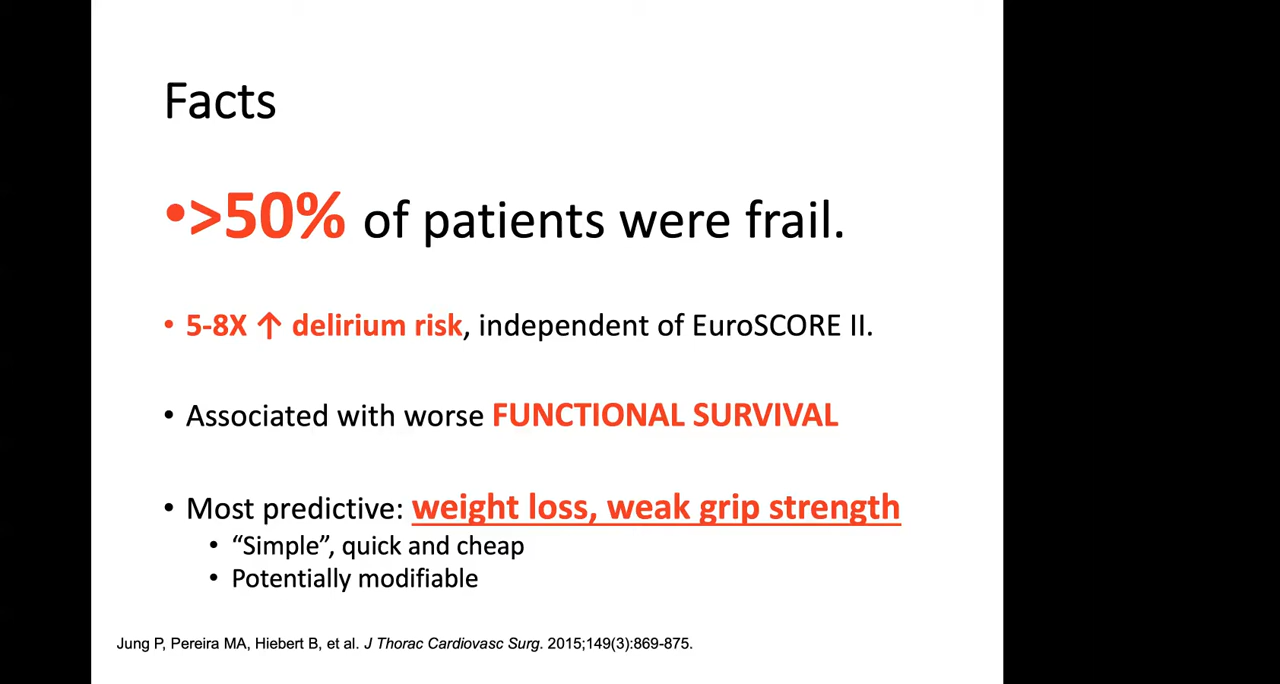 Facts
•>50% of patients were frail.
• 5-8X ↑ delirium risk, independent of EuroSCORE II.
• Associated with worse FUNCTIONAL SURVIVAL
• Most predictive: weight loss, weak grip strength
• “Simple”, quick and cheap
• Potentially modifiable
Jung P, Pereira MA, Hiebert B, et al. J Thorac Cardiovasc Surg. 2015;149(3):869-875.